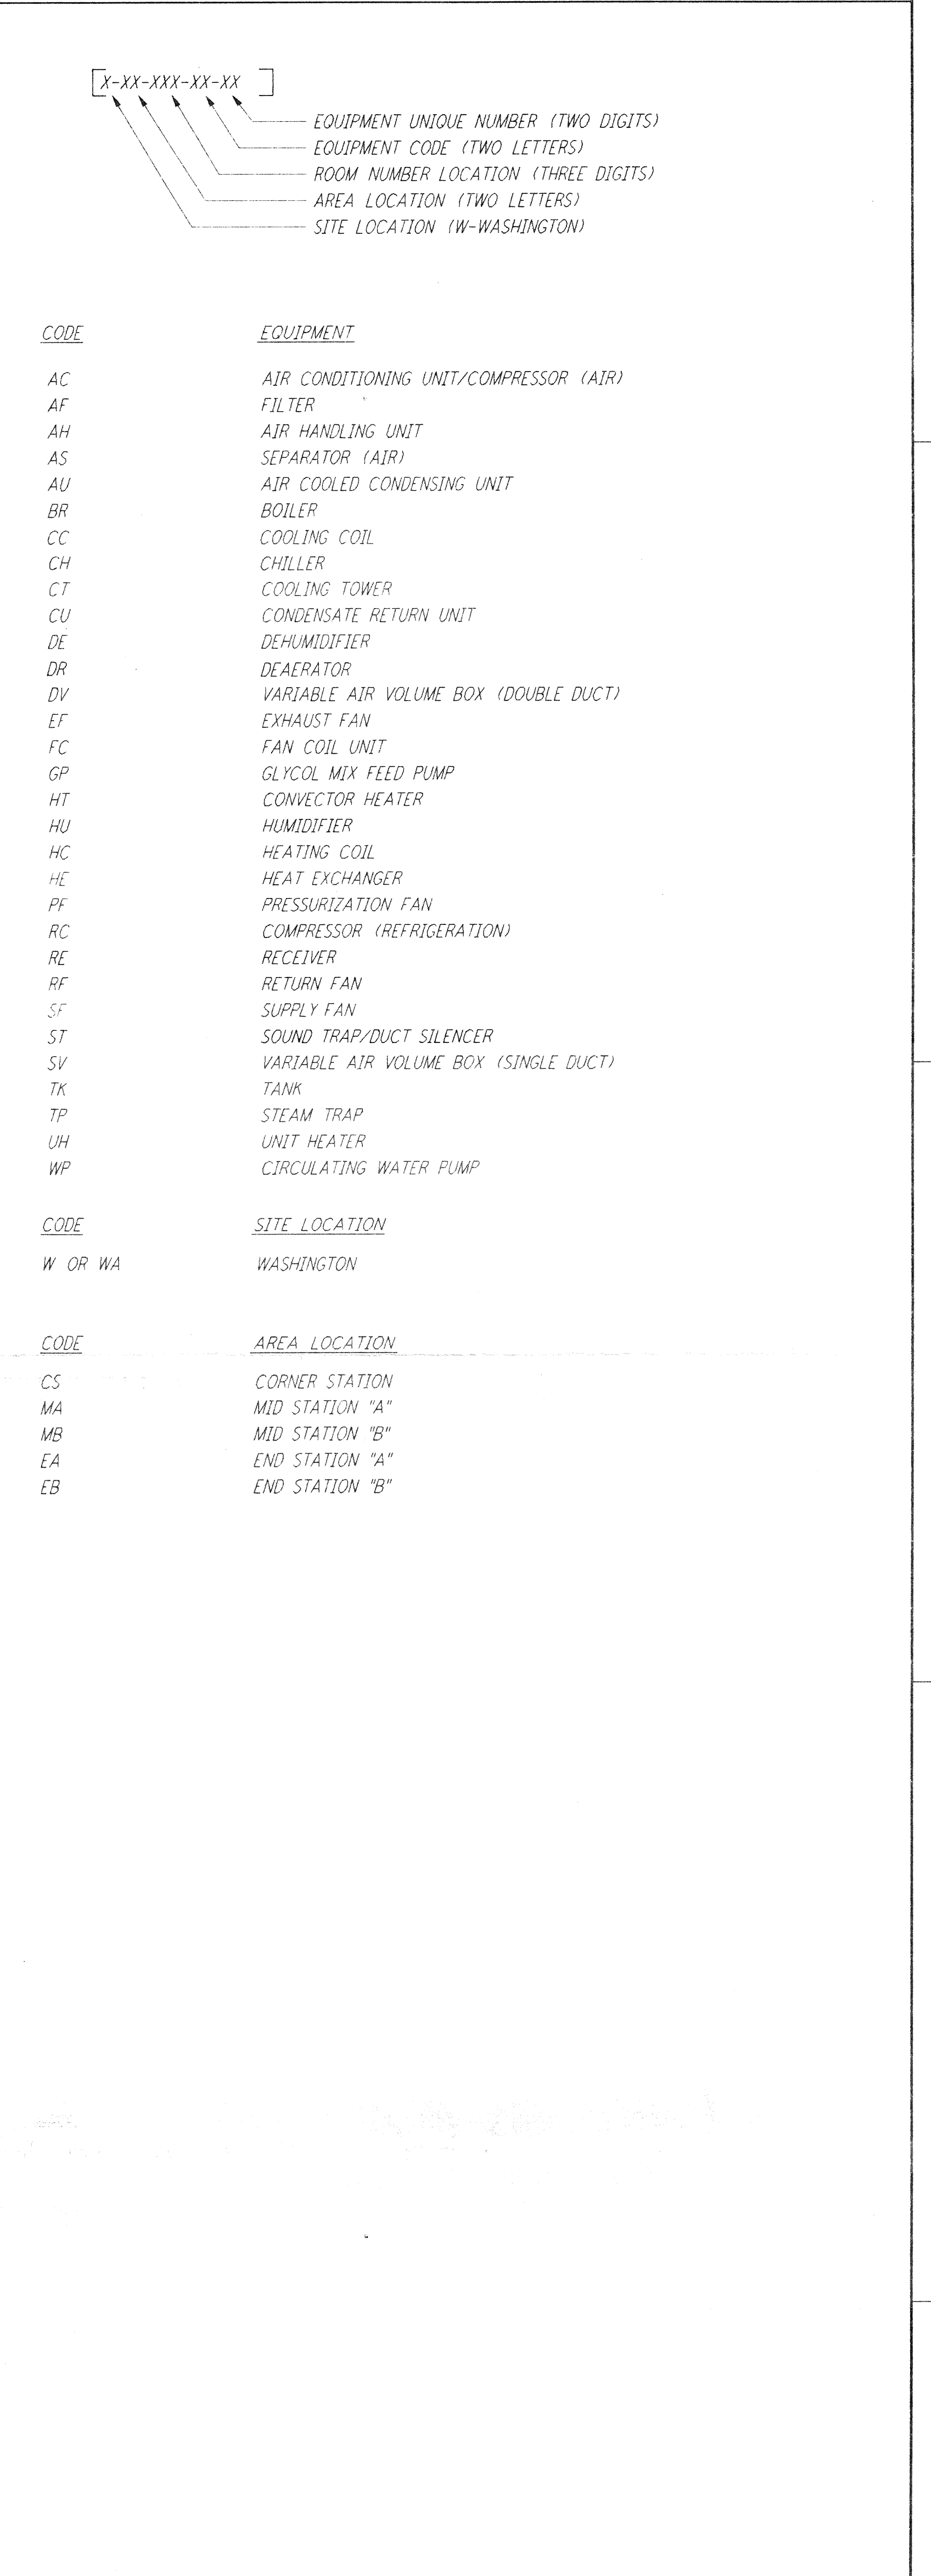 [X-XX-XXX-XX-XX ]
EQUIPMENT UNIQUE NUMBER (TWO DIGITS)
EQUIPMENT CODE (TWO LETTERS)
ROOM NUMBER LOCATION (THREE DIGITS)
AREA LOCATION (TWO LETTERS)
SITE LOCATION (W-WASHINGTON)
CODE EQUIPMENT
AC AIR CONDITIONING UNIT/COMPRESSOR (AIR)
AF FILTER
AH AIR HANDLING UNIT
AS SEPARATOR (AIR)
AU AIR COOLED CONDENSING UNIT
BR BOILER
CC COOLING COIL
CH CHILLER
CT COOLING TOWER
CU CONDENSATE RETURN UNIT
DE DEHUMIDIFIER
DR DEAERATOR
DV VARIABLE AIR VOLUME BOX (DOUBLE DUCT)
EF EXHAUST FAN
FC FAN COIL UNIT
GP GLYCOL MIX FEED PUMP
HT CONVECTOR HEATER
HU HUMIDIFIER
HC HEATING COIL
HE HEAT EXCHANGER
PF PRESSURIZATION FAN
RC COMPRESSOR (REFRIGERATION)
RE RECEIVER
RF RETURN FAN
SF SUPPLY FAN
ST SOUND TRAP/DUCT SILENCER
SV VARIABLE AIR VOLUME BOX (SINGLE DUCT)
TK TANK
TP STEAM TRAP
UH UNIT HEATER
WP CIRCULATING WATER PUMP
CODE SITE LOCATION
W OR WA WASHINGTON
CODE AREA LOCATION
CS CORNER STATION
MA MID STATION "A"
MB MID STATION "B"
EA END STATION "A"
EB END STATION "B"